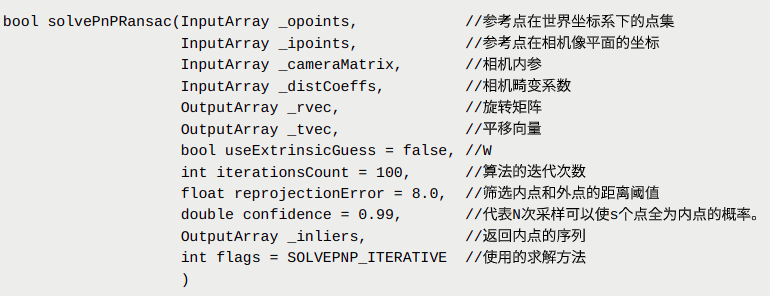 bool solvePnPRansac(InputArray _opoints, //参考点在世界坐标系下的点集
InputArray _ipoints, //参考点在相机像平面的坐标
InputArray _cameraMatrix, //相机内参
InputArray _distCoeffs, //相机畸变系数
OutputArray _rvec, //旋转矩阵
OutputArray _tvec, //平移向量
bool useExtrinsicGuess = false, //W
int iterationsCount = 100, //算法的迭代次数
float reprojectionError = 8.0, //筛选内点和外点的距离阈值
double confidence = 0.99, //代表N次采样可以使s个点全为内点的概率。
OutputArray _inliers, //返回内点的序列
int flags = SOLVEPNP_ITERATIVE //使用的求解方法
)